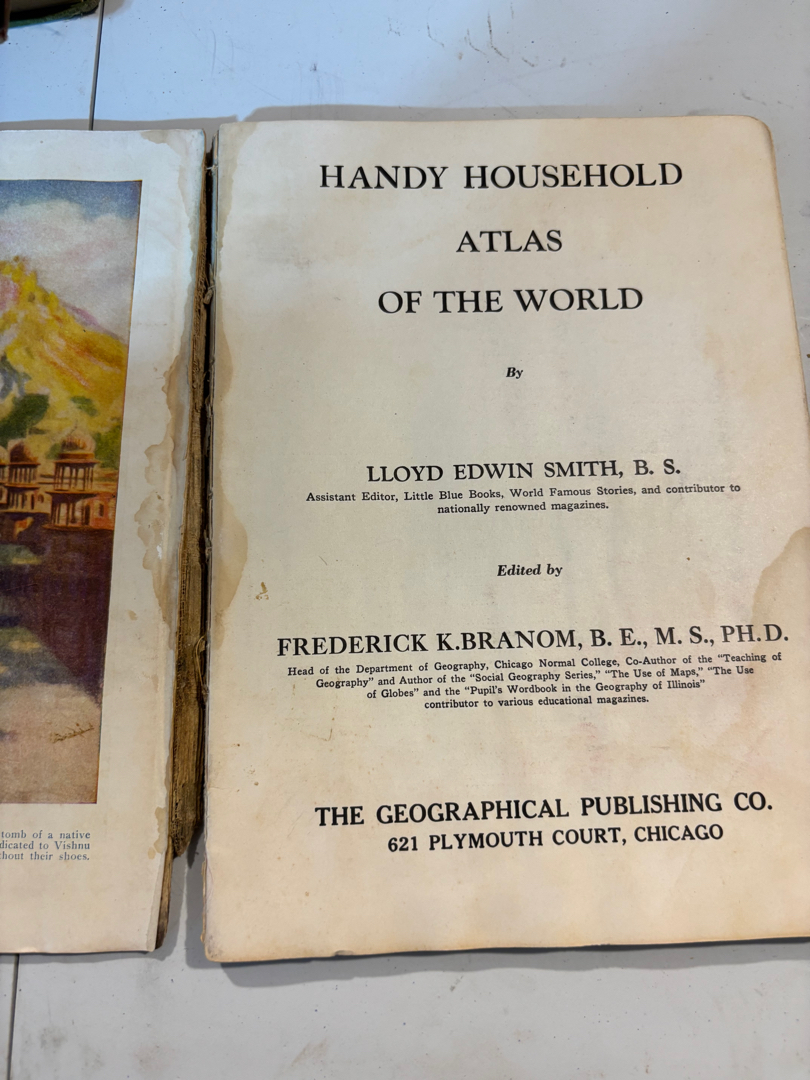 HANDY HOUSEHOLD
ATLAS
OF THE WORLD
By
LLOYD EDWIN SMITH, B. S.
Assistant Editor, Little Blue Books, World Famous Stories, and contributor to
nationally renowned magazines.
Edited by
FREDERICK K.BRANOM, B. E., M. S., PH.D.
Head of the Department of Geography, Chicago Normal College, Co-Author of the "Teaching of
Geography" and Author of the "Social Geography Series," "The Use of Maps," "The Use
of Globes" and the "Pupil's Wordbook in the Geography of Illinois"
contributor to various educational magazines.
THE GEOGRAPHICAL PUBLISHING CO.
621 PLYMOUTH COURT, CHICAGO
tomb of a native
dicated to Vishnu
hout their shoes.